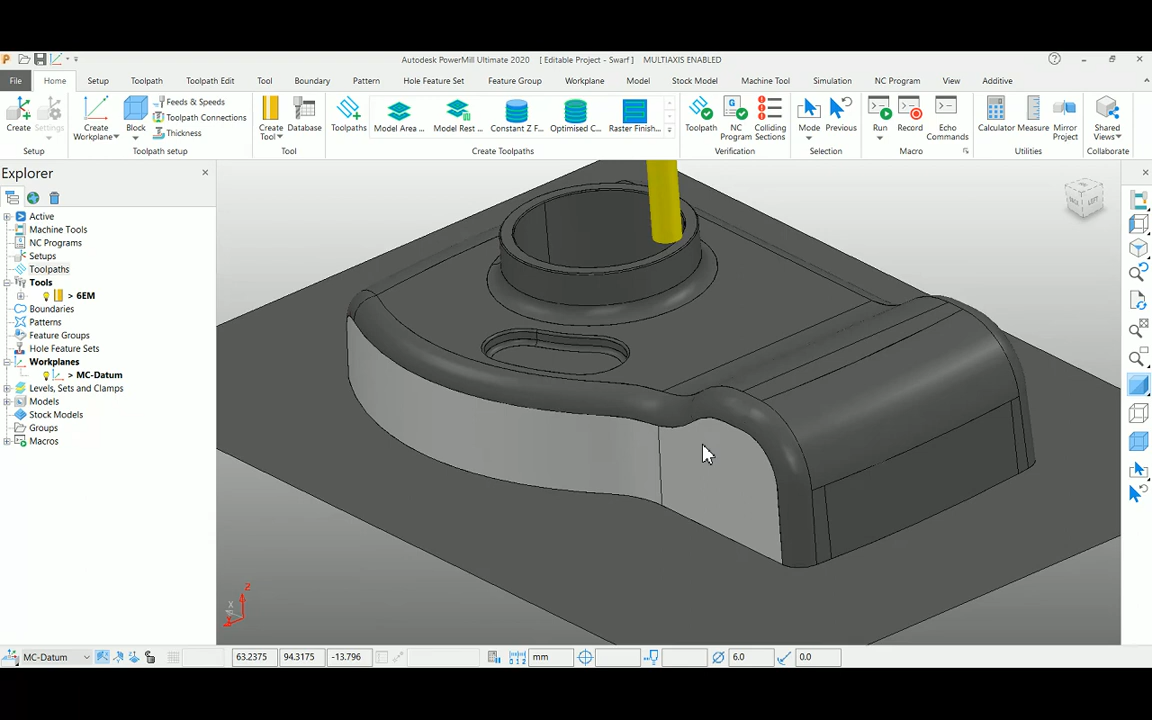 Autodesk PowerMill Ultimate 2020 [ Editable Project - Swarf ] MULTIAXIS ENABLED
File Home Setup Toolpath Toolpath Edit Tool Boundary Pattern Hole Feature Set Feature Group Workplane Model Stock Model Machine Tool Simulation NC Program View Additive
Create
Settings
Setup
Create
Workplane
Block
Feeds & Speeds
Toolpath Connections
Thickness
Toolpath setup
Create
Tool
Database
Tool
Toolpaths
Model Area ...
Model Rest ...
Constant Z F...
Optimised C...
Raster Finish...
Create Toolpaths
Toolpath
NC
Program
Colliding
Sections
Verification
Mode
Previous
Selection
Run
Record
Echo
Commands
Macro
Calculator
Measure
Mirror
Project
Utilities
Shared
Views
Collaborate
Explorer
Active
Machine Tools
NC Programs
Setups
Toolpaths
Tools
> 6EM
Boundaries
Patterns
Feature Groups
Hole Feature Sets
Workplanes
> MC-Datum
Levels, Sets and Clamps
Models
Stock Models
Groups
Macros
LEFT
Z
X
MC-Datum 63.2375 94.3175 -13.796 mm 6.0 0.0